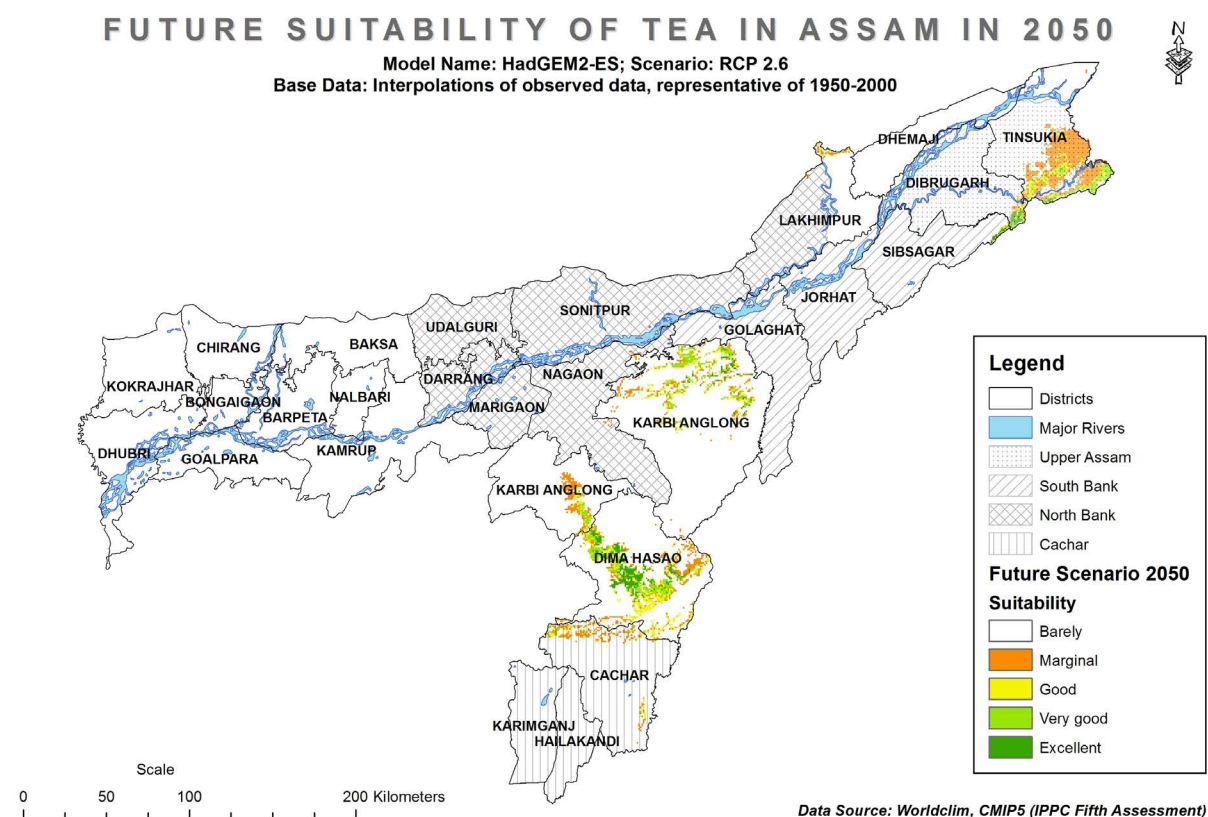 FUTURE SUITABILITY OF TEA IN ASSAM IN 2050
Model Name: HadGEM2-ES; Scenario: RCP 2.6
Base Data: Interpolations of observed data, representative of 1950-2000
N
DHEMAJI
TINSUKIA
DIBRUGARH
LAKHIMPUR
SIBSAGAR
JORHAT
SONITPUR
GOLAGHAT
UDALGURI
BAKSA
CHIRANG
KOKRAJHAR
DARRANG
NAGAON
BONGAIGAON
NALBARI
MARIGAON
BARPETA
KARBI ANGLONG
DHUBRI
GOALPARA
KAMRUP
KARBI ANGLONG
DIMA HASAO
CACHAR
KARIMGANJ
HAILAKANDI
Legend
Districts
Major Rivers
Upper Assam
South Bank
North Bank
Cachar
Future Scenario 2050
Suitability
Barely
Marginal
Good
Very good
Excellent
Scale
0 50 100 200 Kilometers
Data Source: Worldclim, CMIP5 (IPPC Fifth Assessment)